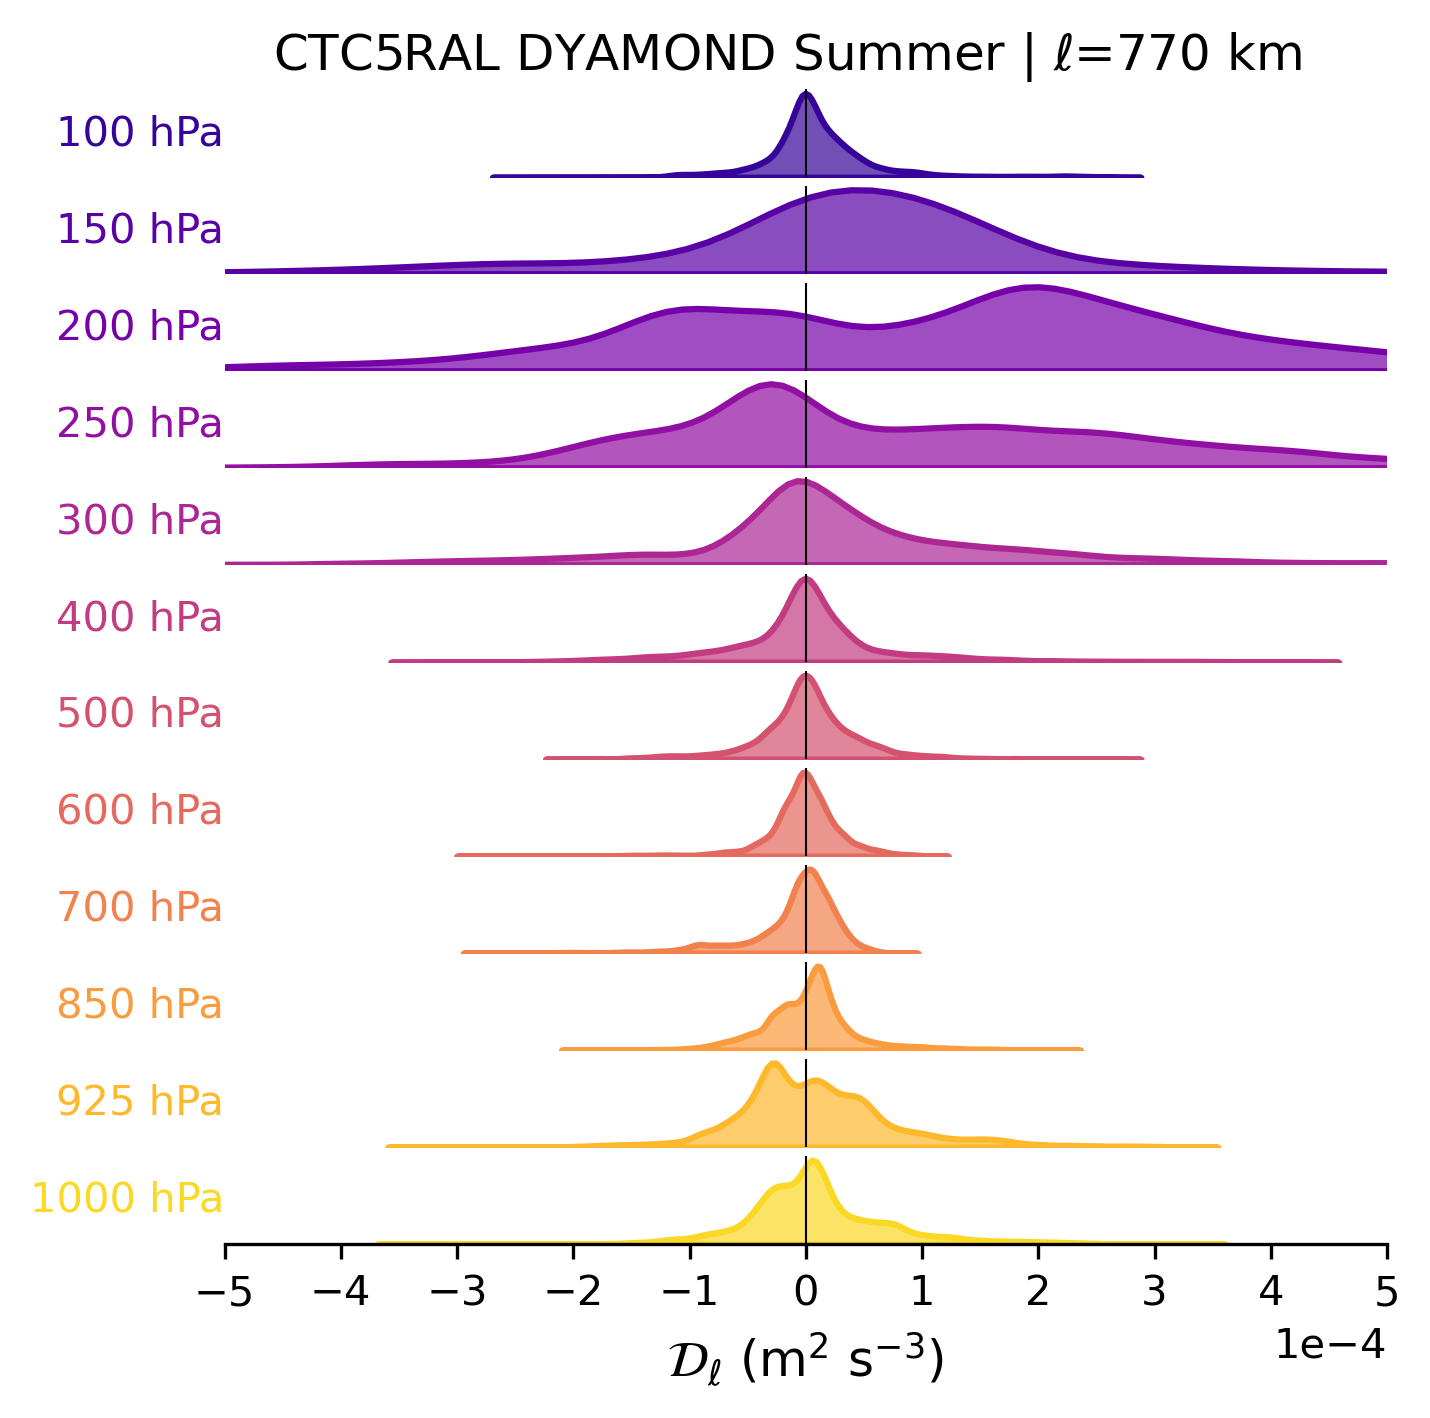 CTC5RAL DYAMOND Summer | ℓ=770 km
100 hPa
150 hPa
200 hPa
250 hPa
300 hPa
400 hPa
500 hPa
600 hPa
700 hPa
850 hPa
925 hPa
1000 hPa
−5 −4 −3 −2 −1 0 1 2 3 4 5
1e−4
𝒟ℓ (m² s⁻³)